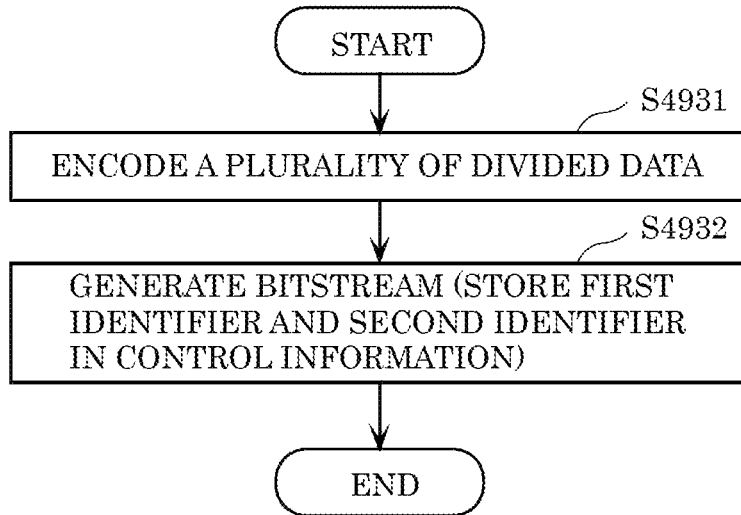 START
S4931
ENCODE A PLURALITY OF DIVIDED DATA
S4932
GENERATE BITSTREAM (STORE FIRST
IDENTIFIER AND SECOND IDENTIFIER
IN CONTROL INFORMATION)
END